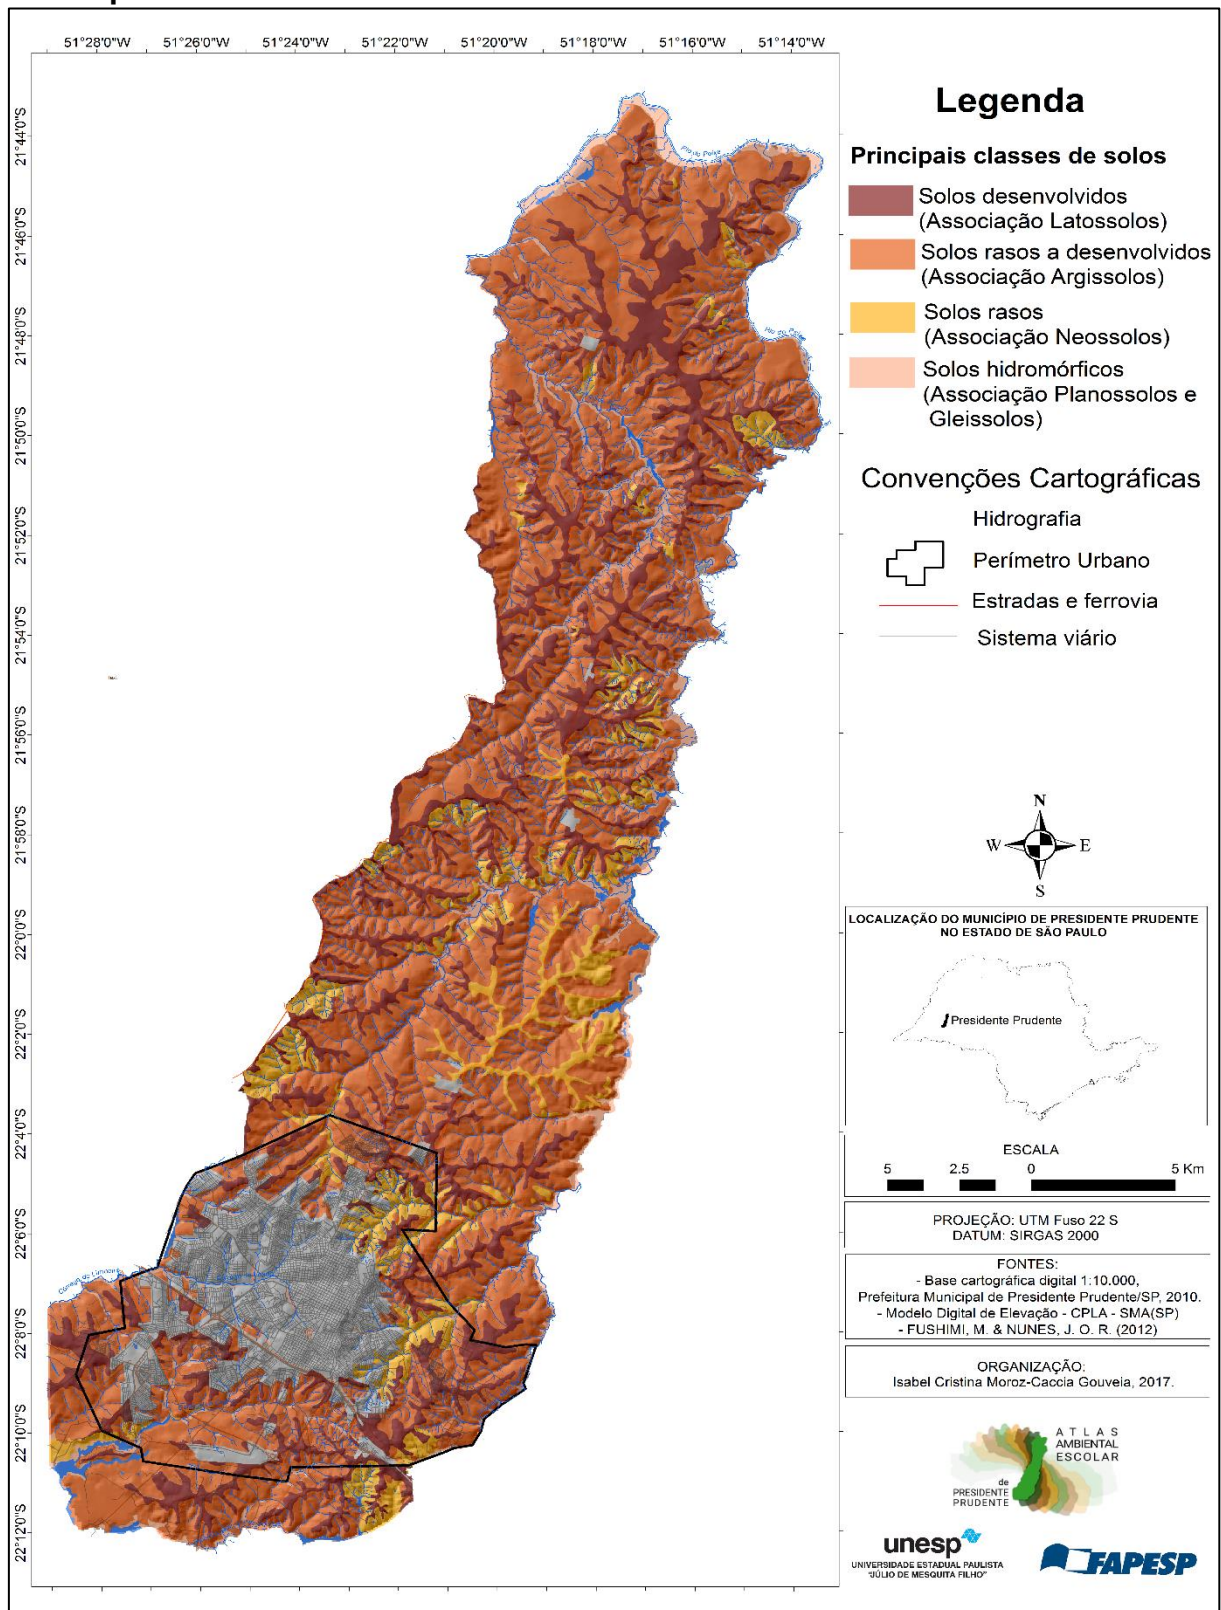 51°28'0"W 51°26'0"W 51°24'0"W 51°22'0"W 51°20'0"W 51°18'0"W 51°16'0"W 51°14'0"W
21°44'0"S
21°46'0"S
21°48'0"S
21°50'0"S
21°52'0"S
21°54'0"S
21°56'0"S
21°58'0"S
22°0'0"S
22°2'0"S
22°4'0"S
22°6'0"S
22°8'0"S
22°10'0"S
22°12'0"S
Rio do Peixe
Rio do Peixe
Legenda
Principais classes de solos
Solos desenvolvidos
(Associação Latossolos)
Solos rasos a desenvolvidos
(Associação Argissolos)
Solos rasos
(Associação Neossolos)
Solos hidromórficos
(Associação Planossolos e
Gleissolos)
Convenções Cartográficas
Hidrografia
Perímetro Urbano
Estradas e ferrovia
Sistema viário
N
W E
S
LOCALIZAÇÃO DO MUNICÍPIO DE PRESIDENTE PRUDENTE
NO ESTADO DE SÃO PAULO
Presidente Prudente
ESCALA
5 2.5 0 5 Km
PROJEÇÃO: UTM Fuso 22 S
DATUM: SIRGAS 2000
FONTES:
- Base cartográfica digital 1:10.000,
Prefeitura Municipal de Presidente Prudente/SP, 2010.
- Modelo Digital de Elevação - CPLA - SMA(SP)
- FUSHIMI, M. & NUNES, J. O. R. (2012)
ORGANIZAÇÃO:
Isabel Cristina Moroz-Caccia Gouveia, 2017.
ATLAS
AMBIENTAL
ESCOLAR
de
PRESIDENTE
PRUDENTE
unesp
UNIVERSIDADE ESTADUAL PAULISTA
"JÚLIO DE MESQUITA FILHO"
FAPESP